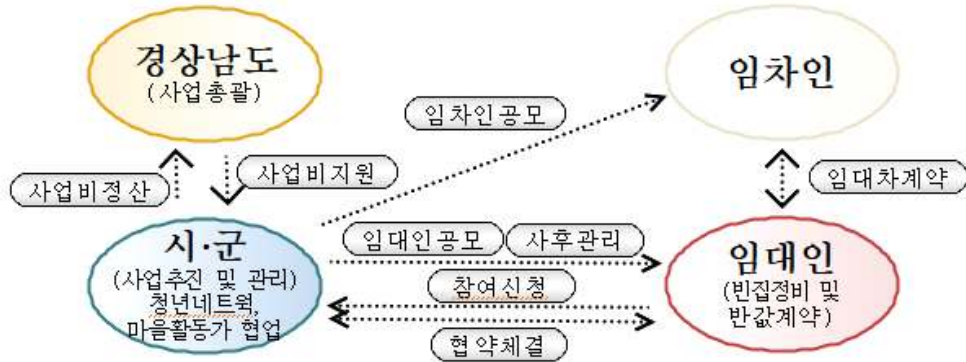 경상남도
(사업총괄)
임차인
임차인공모
사업비정산
사업비지원
임대차계약
시·군
(사업추진 및 관리)
청년네트웍,
마을활동가 협업
임대인공모
사후관리
참여신청
협약체결
임대인
(빈집정비 및
반값계약)